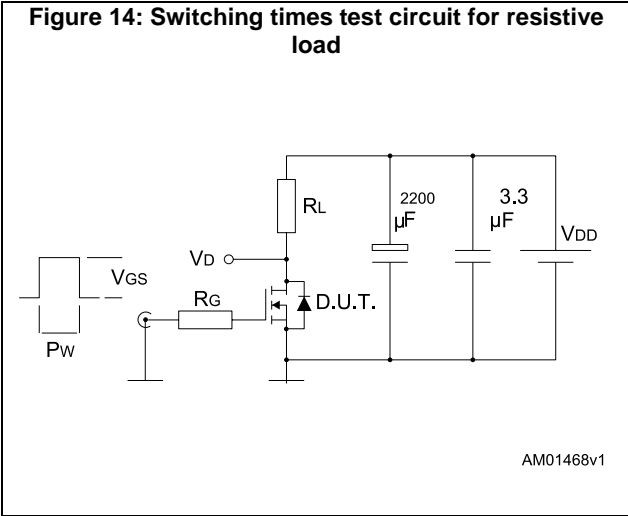 Figure 14: Switching times test circuit for resistive
load
2200
μF
3.3
μF
RL
VDD
VD
VGS
RG
D.U.T.
PW
AM01468v1